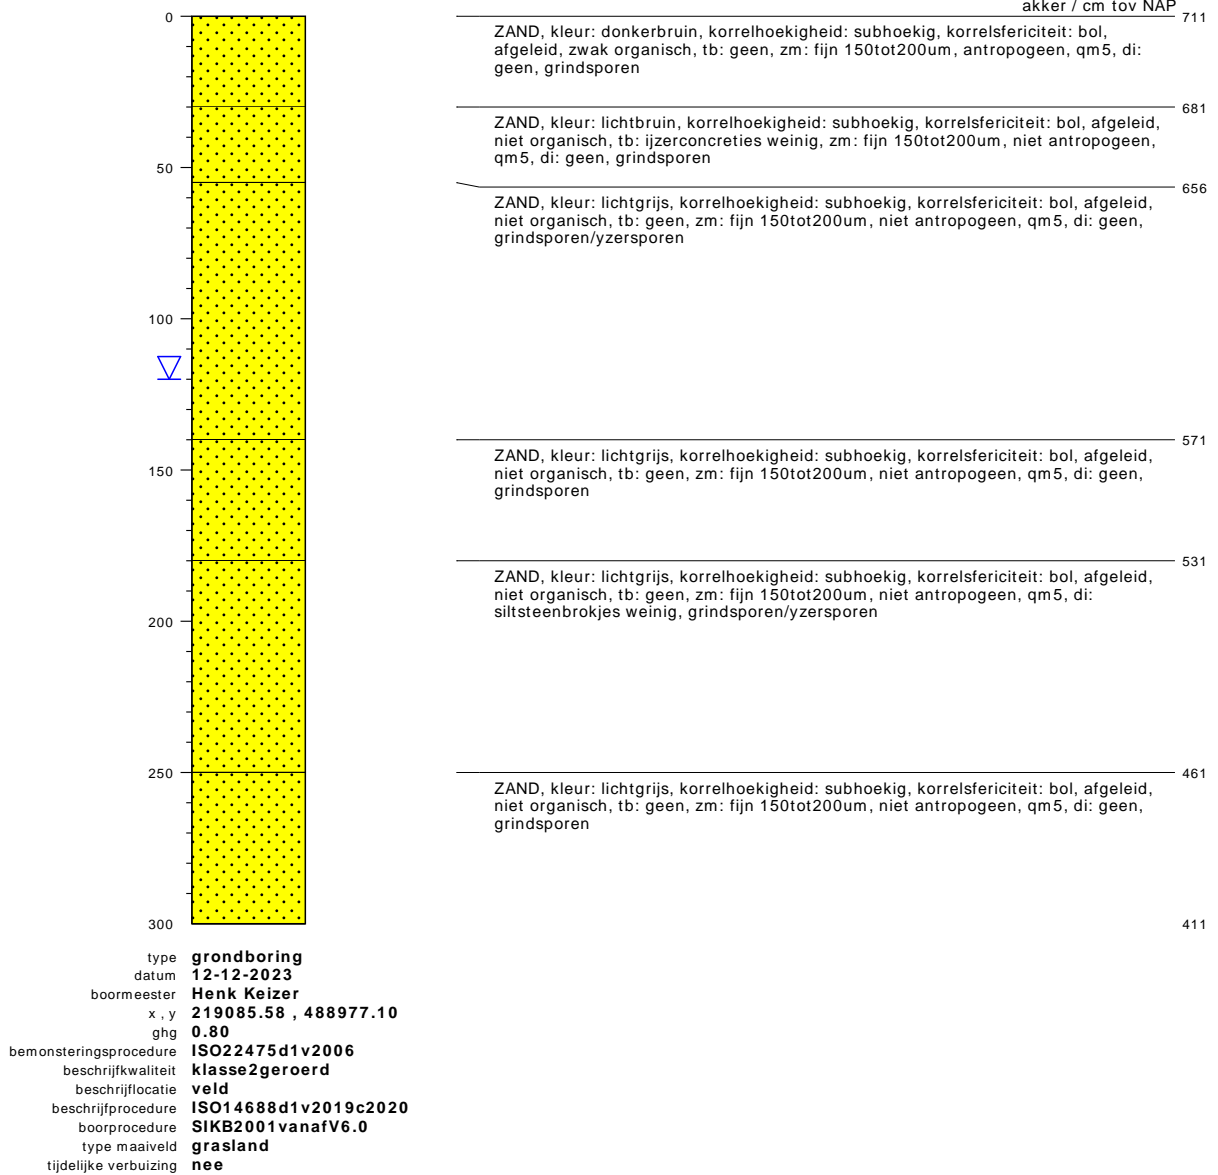 akker / cm tov NAP
0
711
ZAND, kleur: donkerbruin, korrelhoekigheid: subhoekig, korrelsfericiteit: bol,
afgeleid, zwak organisch, tb: geen, zm: fijn 150tot200um, antropogeen, qm5, di:
geen, grindsporen
681
ZAND, kleur: lichtbruin, korrelhoekigheid: subhoekig, korrelsfericiteit: bol, afgeleid,
niet organisch, tb: ijzerconcreties weinig, zm: fijn 150tot200um, niet antropogeen,
qm5, di: geen, grindsporen
50
656
ZAND, kleur: lichtgrijs, korrelhoekigheid: subhoekig, korrelsfericiteit: bol, afgeleid,
niet organisch, tb: geen, zm: fijn 150tot200um, niet antropogeen, qm5, di: geen,
grindsporen/yzersporen
100
571
ZAND, kleur: lichtgrijs, korrelhoekigheid: subhoekig, korrelsfericiteit: bol, afgeleid,
niet organisch, tb: geen, zm: fijn 150tot200um, niet antropogeen, qm5, di: geen,
grindsporen
150
531
ZAND, kleur: lichtgrijs, korrelhoekigheid: subhoekig, korrelsfericiteit: bol, afgeleid,
niet organisch, tb: geen, zm: fijn 150tot200um, niet antropogeen, qm5, di:
siltsteenbrokjes weinig, grindsporen/yzersporen
200
250
461
ZAND, kleur: lichtgrijs, korrelhoekigheid: subhoekig, korrelsfericiteit: bol, afgeleid,
niet organisch, tb: geen, zm: fijn 150tot200um, niet antropogeen, qm5, di: geen,
grindsporen
300
411
type grondboring
datum 12-12-2023
boormeester Henk Keizer
x , y 219085.58 , 488977.10
ghg 0.80
bemonsteringsprocedure ISO22475d1v2006
beschrijfkwaliteit klasse2geroerd
beschrijflocatie veld
beschrijfprocedure ISO14688d1v2019c2020
boorprocedure SIKB2001vanafV6.0
type maaiveld grasland
tijdelijke verbuizing nee